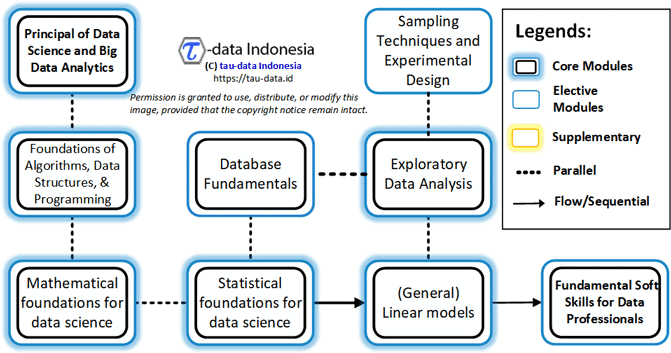 Principal of Data
Science and Big
Data Analytics
τ-data Indonesia
(C) tau-data Indonesia
https://tau-data.id
Permission is granted to use, distribute, or modify this
image, provided that the copyright notice remain intact.
Sampling
Techniques and
Experimental
Design
Legends:
Core Modules
Elective
Modules
Supplementary
Parallel
Flow/Sequential
Foundations of
Algorithms, Data
Structures, &
Programming
Database
Fundamentals
Exploratory
Data Analysis
Mathematical
foundations for
data science
Statistical
foundations for
data science
(General)
Linear models
Fundamental Soft
Skills for Data
Professionals